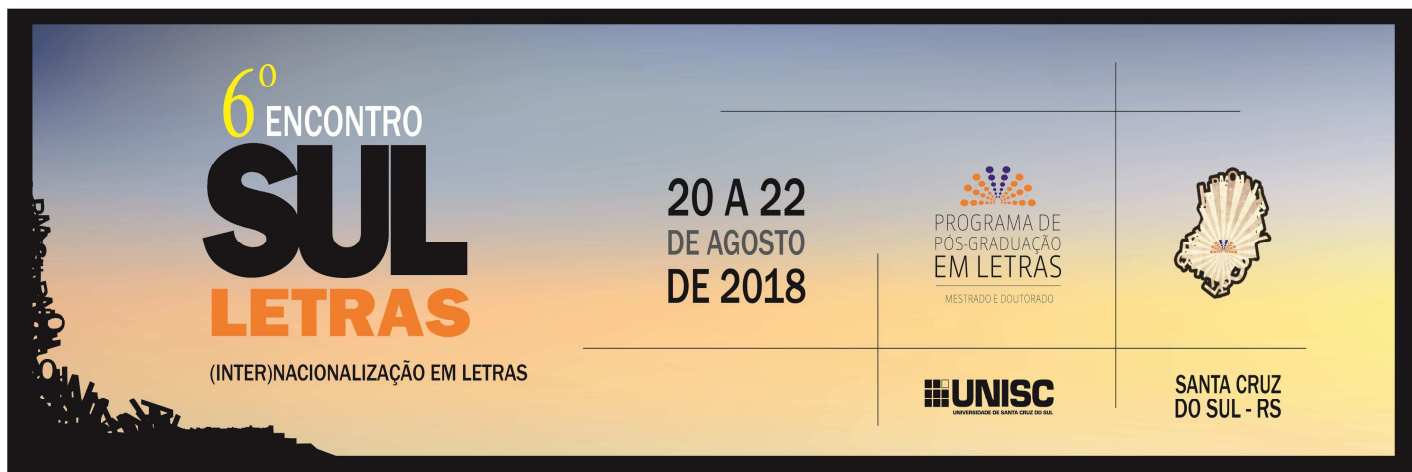 6º ENCONTRO
SUL
LETRAS
(INTER)NACIONALIZAÇÃO EM LETRAS
20 A 22
DE AGOSTO
DE 2018
PROGRAMA DE
PÓS-GRADUAÇÃO
EM LETRAS
MESTRADO E DOUTORADO
UNISC
UNIVERSIDADE DE SANTA CRUZ DO SUL
SANTA CRUZ
DO SUL - RS